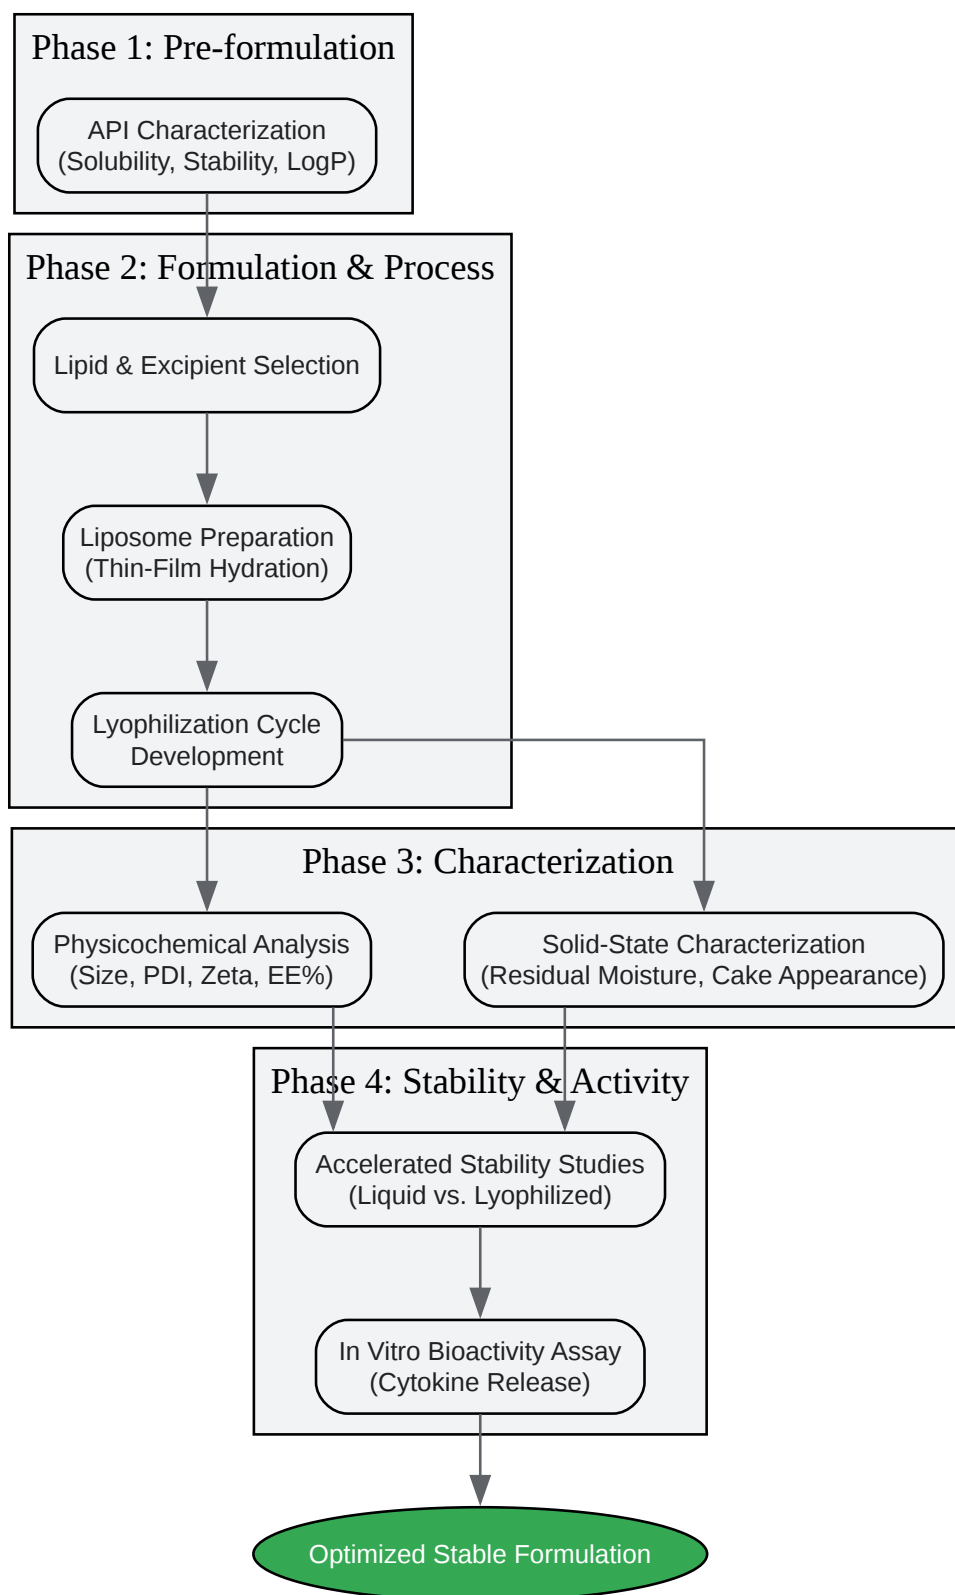 Phase 1: Pre-formulation
API Characterization
(Solubility, Stability, LogP)
Phase 2: Formulation & Process
Lipid & Excipient Selection
Liposome Preparation
(Thin-Film Hydration)
Lyophilization Cycle
Development
Phase 3: Characterization
Physicochemical Analysis
(Size, PDI, Zeta, EE%)
Solid-State Characterization
(Residual Moisture, Cake Appearance)
Phase 4: Stability & Activity
Accelerated Stability Studies
(Liquid vs. Lyophilized)
In Vitro Bioactivity Assay
(Cytokine Release)
Optimized Stable Formulation